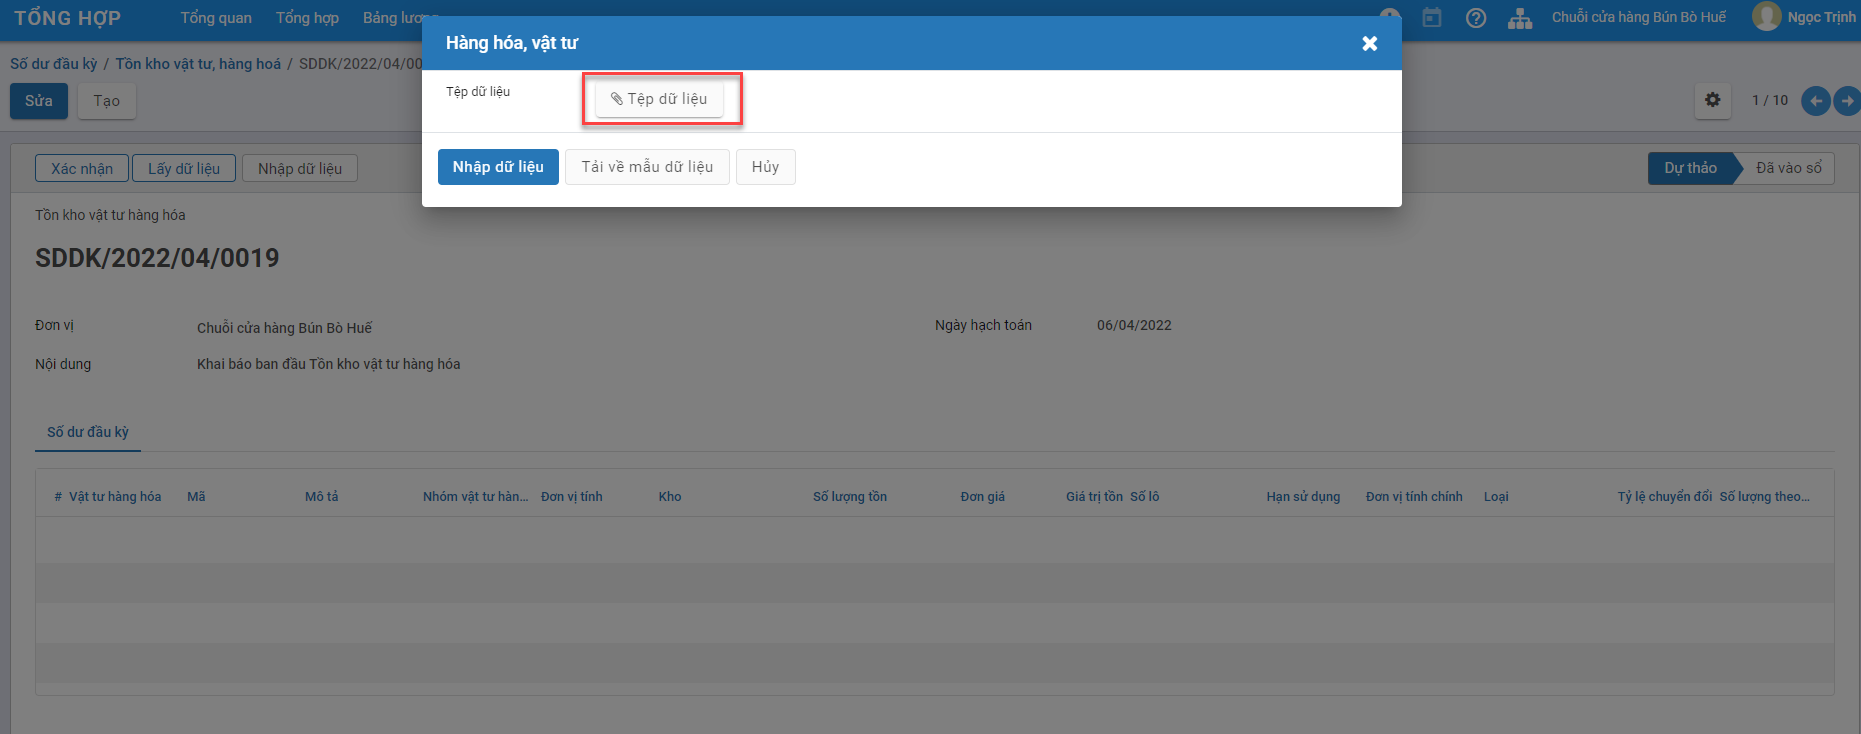 TỔNG HỢP Tổng quan Tổng hợp Bảng lương Chuỗi cửa hàng Bún Bò Huế Ngọc Trịnh
Hàng hóa, vật tư
Số dư đầu kỳ / Tồn kho vật tư, hàng hoá / SDDK/2022/04/00
Tệp dữ liệu Tệp dữ liệu
Sửa Tạo 1 / 10
Nhập dữ liệu Tải về mẫu dữ liệu Hủy
Xác nhận Lấy dữ liệu Nhập dữ liệu Dự thảo Đã vào sổ
Tồn kho vật tư hàng hóa
SDDK/2022/04/0019
Đơn vị Chuỗi cửa hàng Bún Bò Huế Ngày hạch toán 06/04/2022
Nội dung Khai báo ban đầu Tồn kho vật tư hàng hóa
Số dư đầu kỳ
# Vật tư hàng hóa Mã Mô tả Nhóm vật tư hàn... Đơn vị tính Kho Số lượng tồn Đơn giá Giá trị tồn Số lô Hạn sử dụng Đơn vị tính chính Loại Tỷ lệ chuyển đổi Số lượng theo...